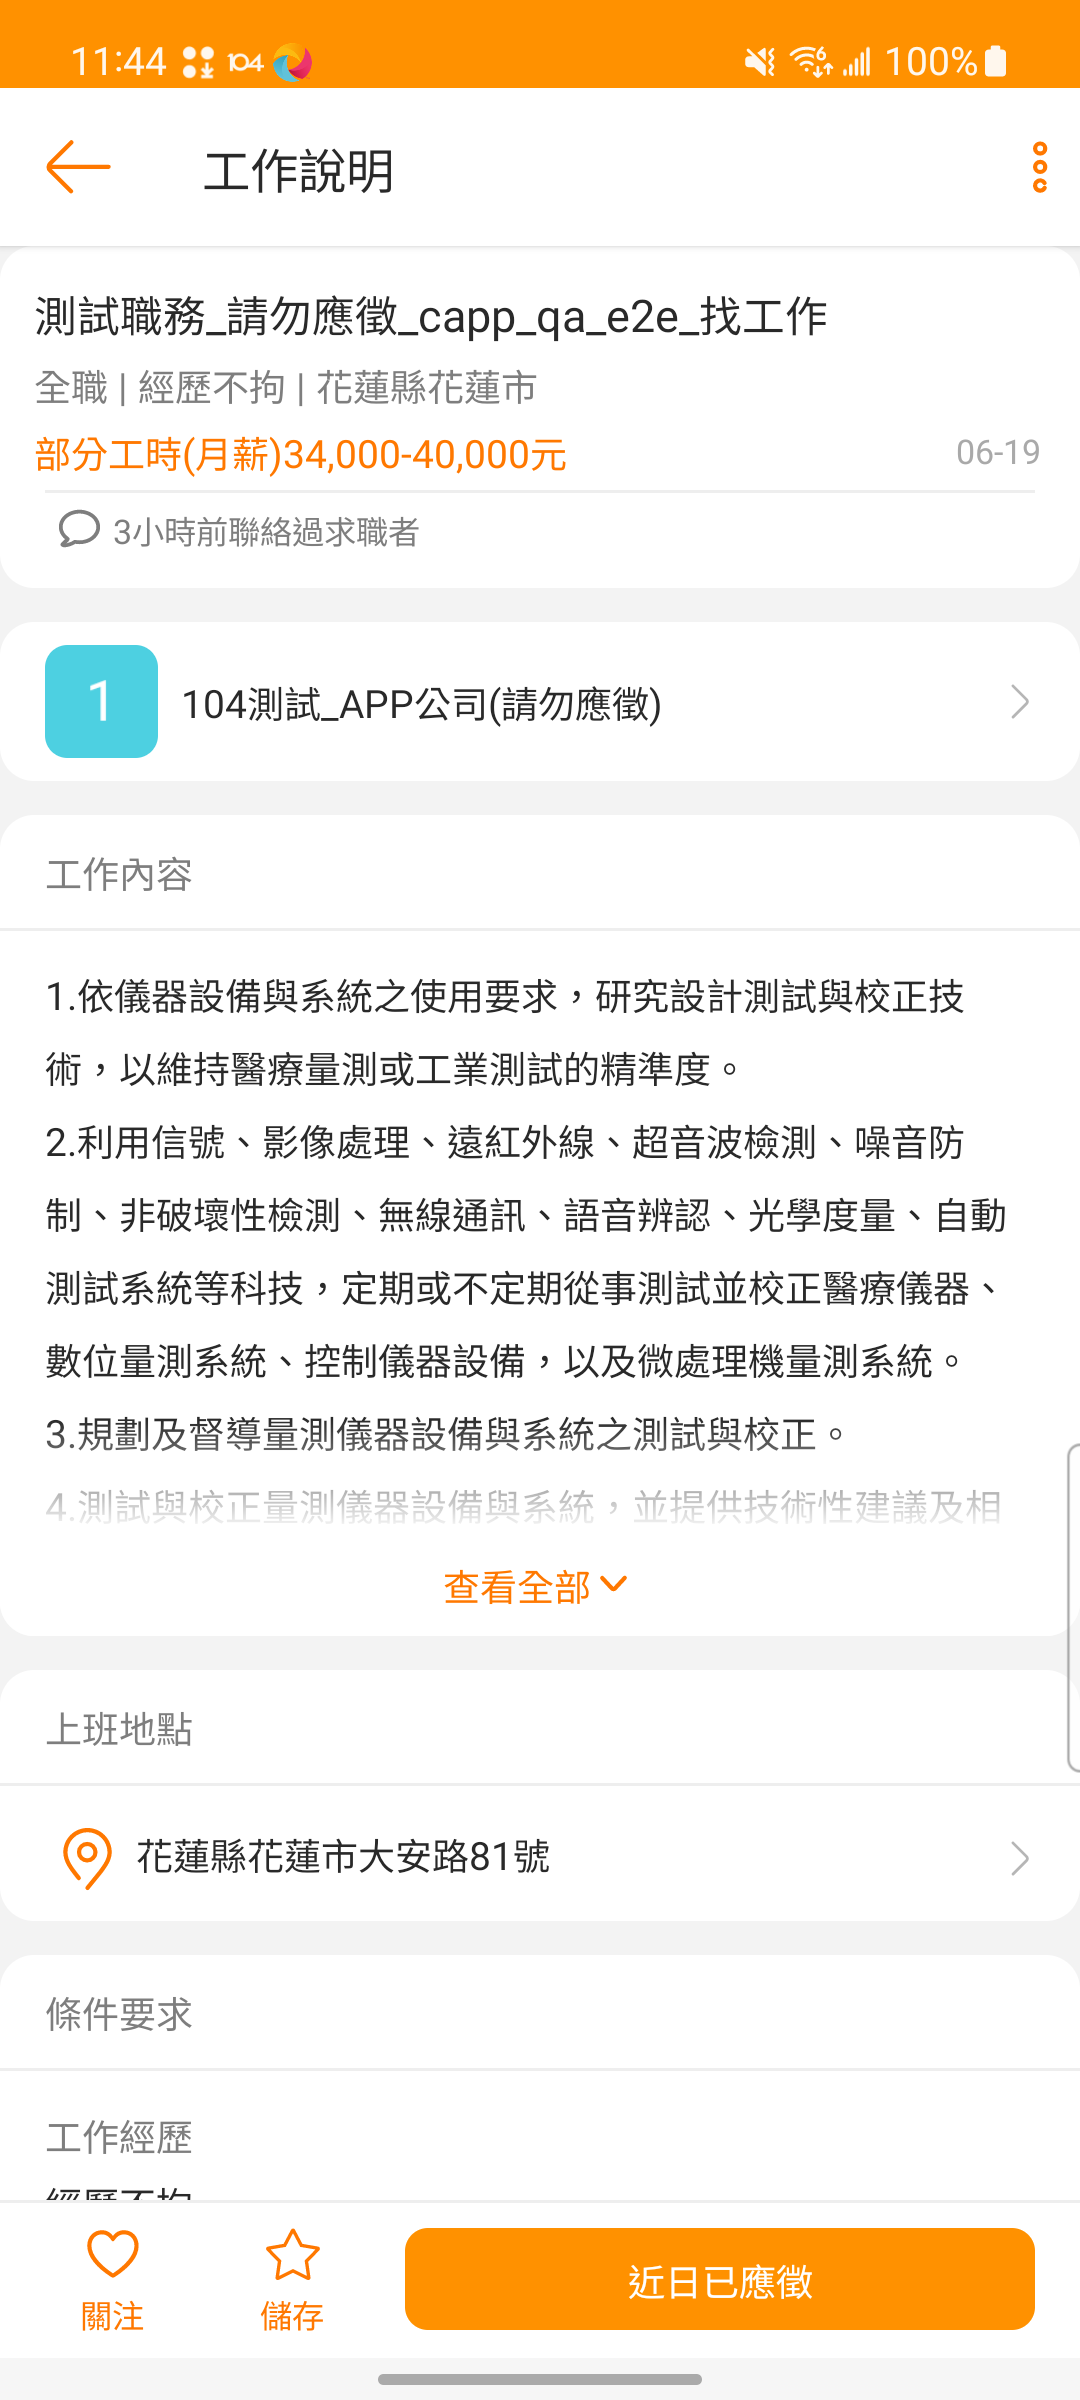 11:44 104 6 100%
工作說明
測試職務_請勿應徵_capp_qa_e2e_找工作
全職 | 經歷不拘 | 花蓮縣花蓮市
部分工時(月薪)34,000-40,000元 06-19
3小時前聯絡過求職者
1 104測試_APP公司(請勿應徵)
工作內容
1.依儀器設備與系統之使用要求，研究設計測試與校正技
術，以維持醫療量測或工業測試的精準度。
2.利用信號、影像處理、遠紅外線、超音波檢測、噪音防
制、非破壞性檢測、無線通訊、語音辨認、光學度量、自動
測試系統等科技，定期或不定期從事測試並校正醫療儀器、
數位量測系統、控制儀器設備，以及微處理機量測系統。
3.規劃及督導量測儀器設備與系統之測試與校正。
4.測試與校正量測儀器設備與系統，並提供技術性建議及相
查看全部
上班地點
花蓮縣花蓮市大安路81號
條件要求
工作經歷
經歷不拘
關注 儲存 近日已應徵